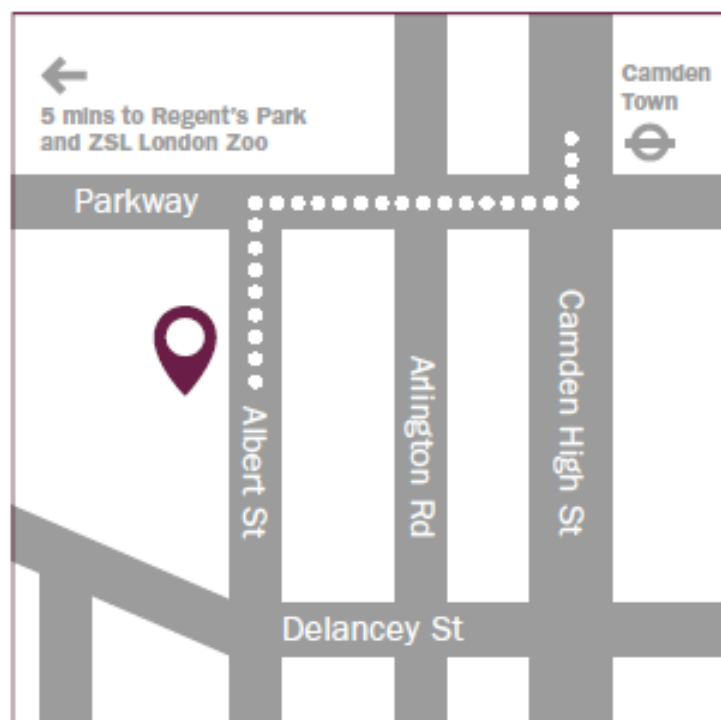 5 mins to Regent's Park
and ZSL London Zoo
Camden
Town
Parkway
Camden High St
Arlington Rd
Albert St
Delancey St